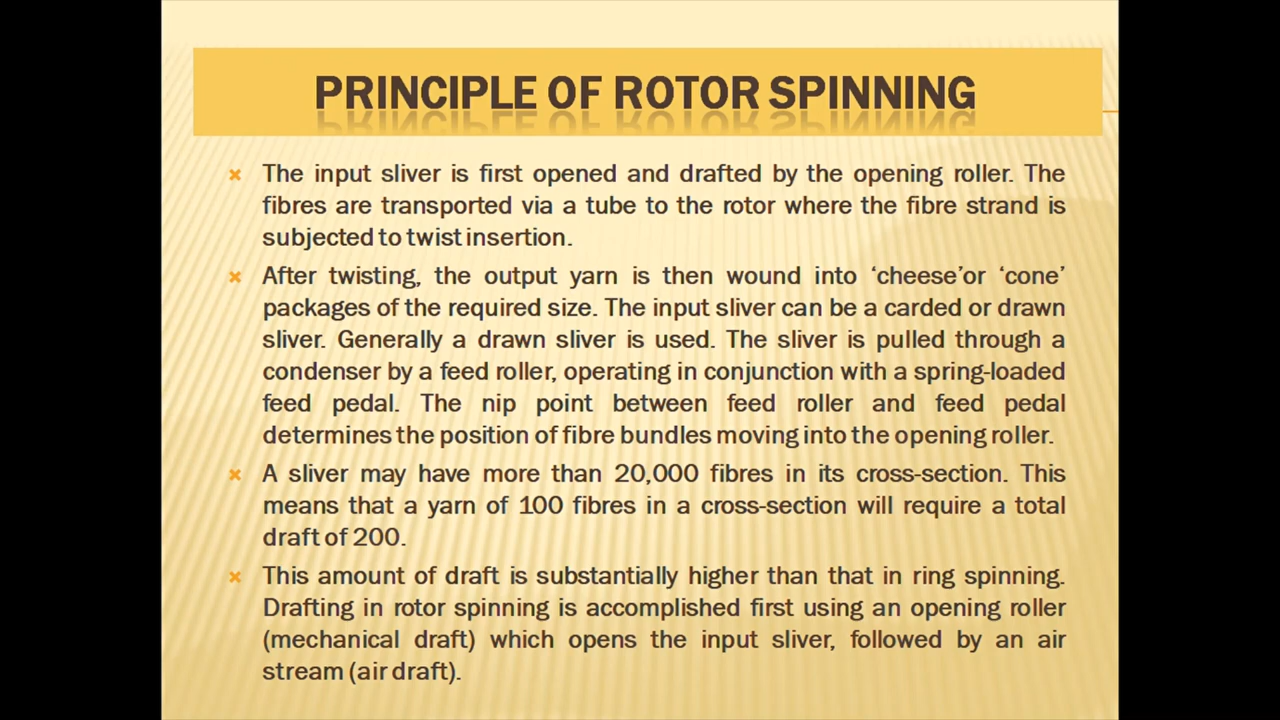 PRINCIPLE OF ROTOR SPINNING
The input sliver is first opened and drafted by the opening roller. The
fibres are transported via a tube to the rotor where the fibre strand is
subjected to twist insertion.
After twisting, the output yarn is then wound into ‘cheese’or ‘cone’
packages of the required size. The input sliver can be a carded or drawn
sliver. Generally a drawn sliver is used. The sliver is pulled through a
condenser by a feed roller, operating in conjunction with a spring-loaded
feed pedal. The nip point between feed roller and feed pedal
determines the position of fibre bundles moving into the opening roller.
A sliver may have more than 20,000 fibres in its cross-section. This
means that a yarn of 100 fibres in a cross-section will require a total
draft of 200.
This amount of draft is substantially higher than that in ring spinning.
Drafting in rotor spinning is accomplished first using an opening roller
(mechanical draft) which opens the input sliver, followed by an air
stream (air draft).